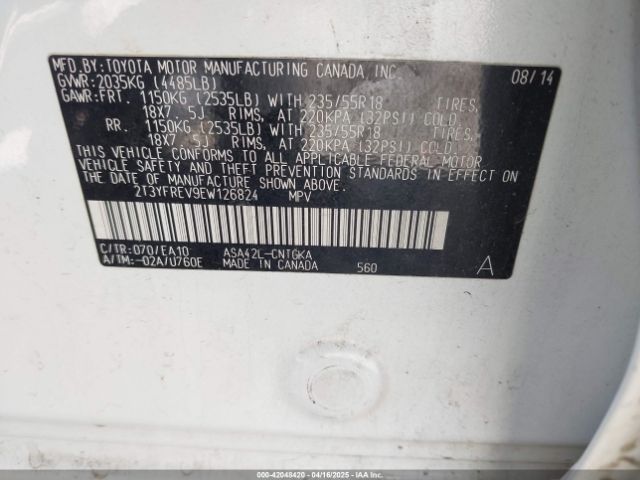 MFD. BY: TOYOTA MOTOR MANUFACTURING CANADA, INC. 08/14
GVWR: 2035KG (4485LB)
GAWR: FRT. 1150KG (2535LB) WITH 235/55R18 TIRES,
18X7. 5J RIMS, AT 220KPA (32PSI) COLD.
RR. 1150KG (2535LB) WITH 235/55R18 TIRES,
18X7. 5J RIMS, AT 220KPA (32PSI) COLD.
THIS VEHICLE CONFORMS TO ALL APPLICABLE FEDERAL MOTOR
VEHICLE SAFETY AND THEFT PREVENTION STANDARDS IN EFFECT ON
THE DATE OF MANUFACTURE SHOWN ABOVE.
2T3YFREV9EW126824 MPV
C/TR: 070/EA10 ASA42L-CNTGKA
A/TM: -02A/U760E MADE IN CANADA 560 A
000-42048420 - 04/16/2025 - IAAI.COM